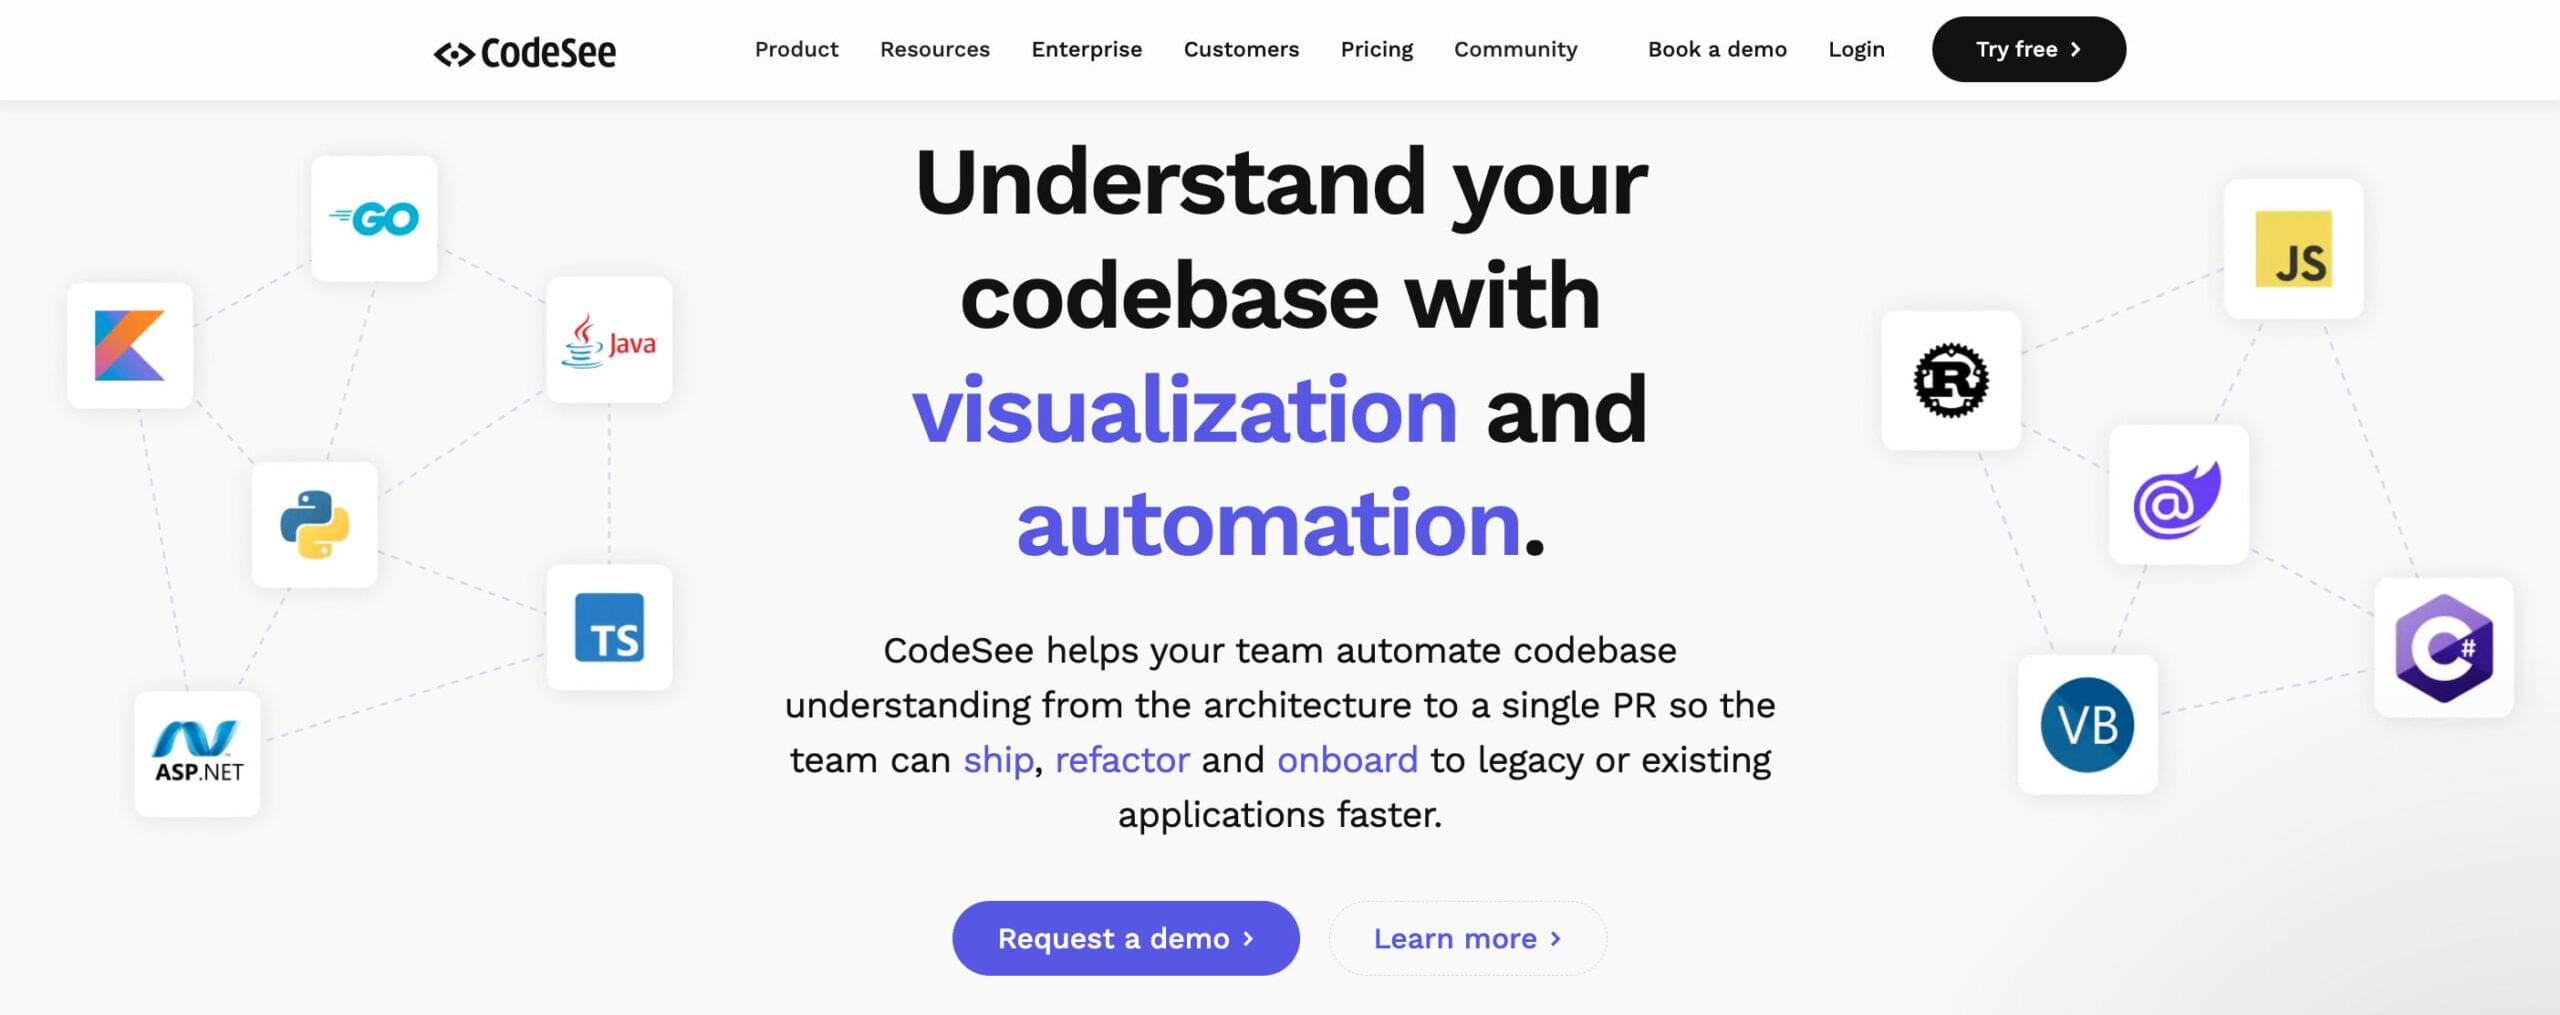 CodeSee
Product Resources Enterprise Customers Pricing Community Book a demo Login Try free
Understand your
codebase with
visualization and
automation.
CodeSee helps your team automate codebase
understanding from the architecture to a single PR so the
team can ship, refactor and onboard to legacy or existing
applications faster.
Request a demo
Learn more
GO
Java
TS
ASP.NET
JS
R
@
VB
C#